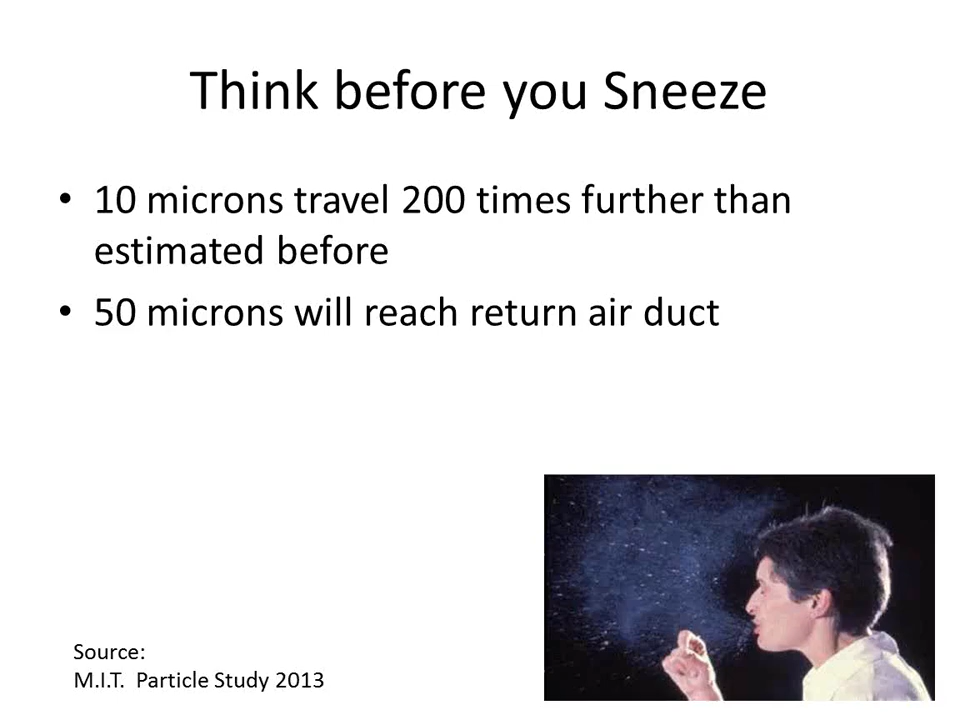 Think before you Sneeze
• 10 microns travel 200 times further than
estimated before
• 50 microns will reach return air duct
Source:
M.I.T. Particle Study 2013